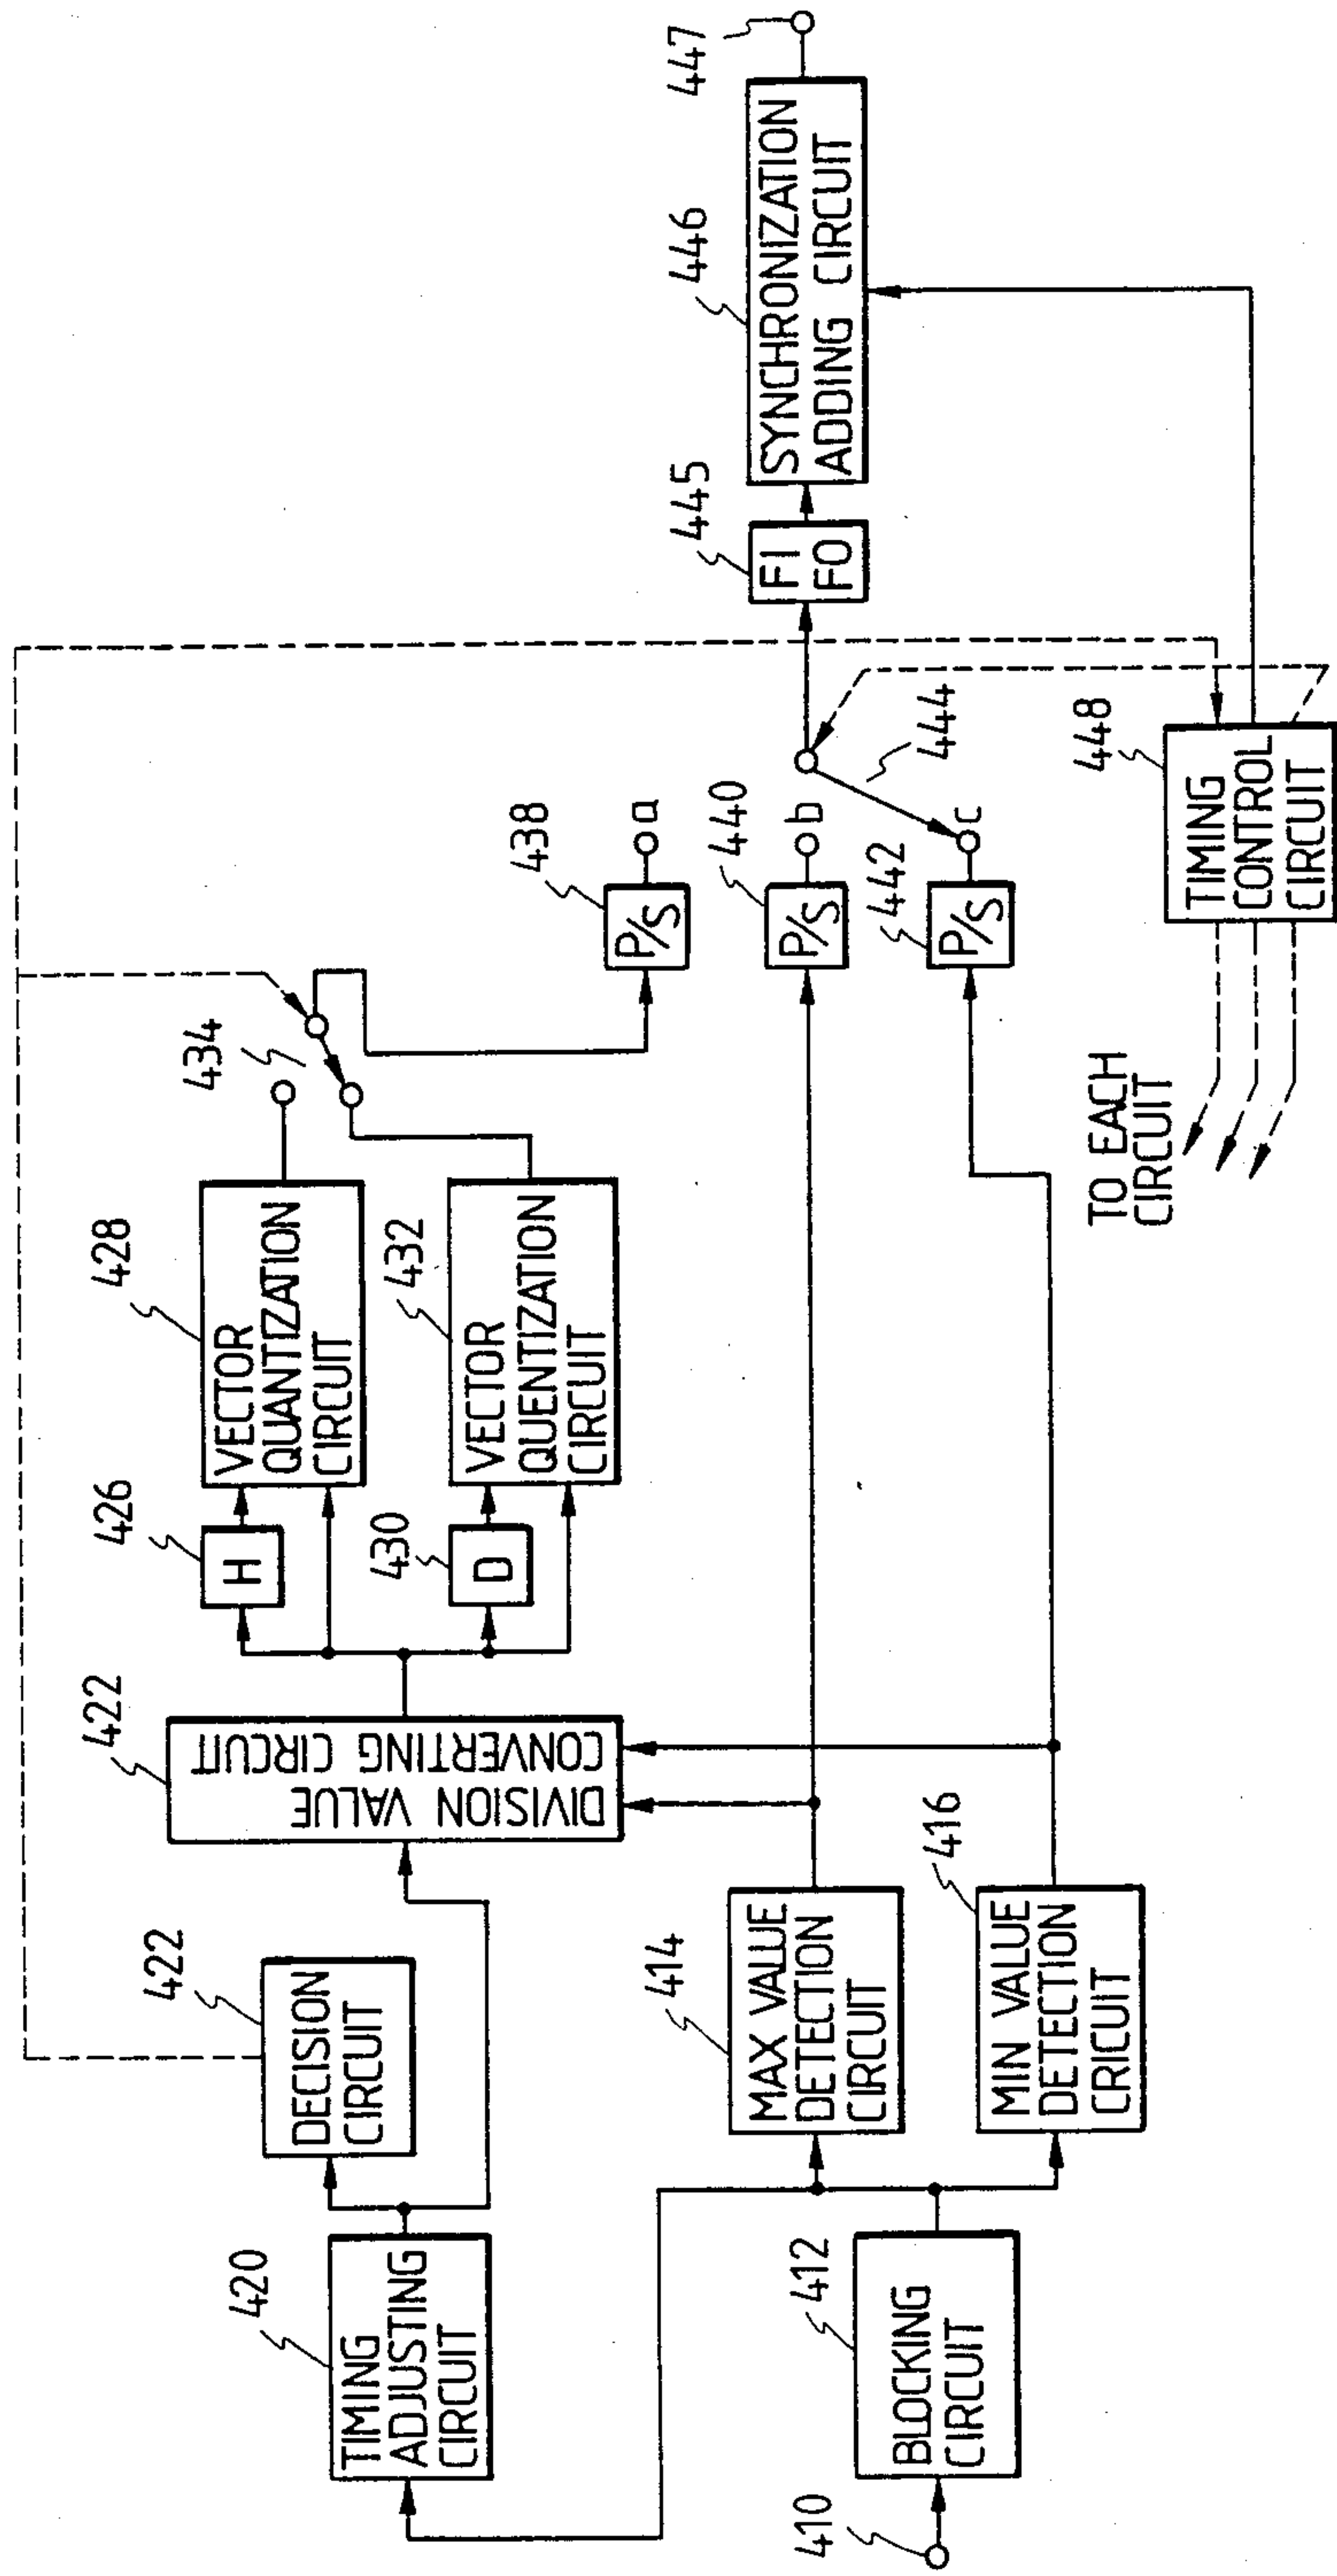 410
BLOCKING
CIRCUIT
412
TIMING
ADJUSTING
CIRCUIT
420
DECISION
CIRCUIT
422
MAX VALUE
DETECTION
CIRCUIT
414
MIN VALUE
DETECTION
CRICUIT
416
DIVISION VALUE
CONVERTING CIRCUIT
422
H
426
VECTOR
QUANTIZATION
CIRCUIT
428
D
430
VECTOR
QUENTIZATION
CIRCUIT
432
434
P/S
438
a
P/S
440
b
P/S
442
c
444
FI
FO
445
SYNCHRONIZATION
ADDING CIRCUIT
446
447
TIMING
CONTROL
CIRCUIT
448
TO EACH
CIRCUIT